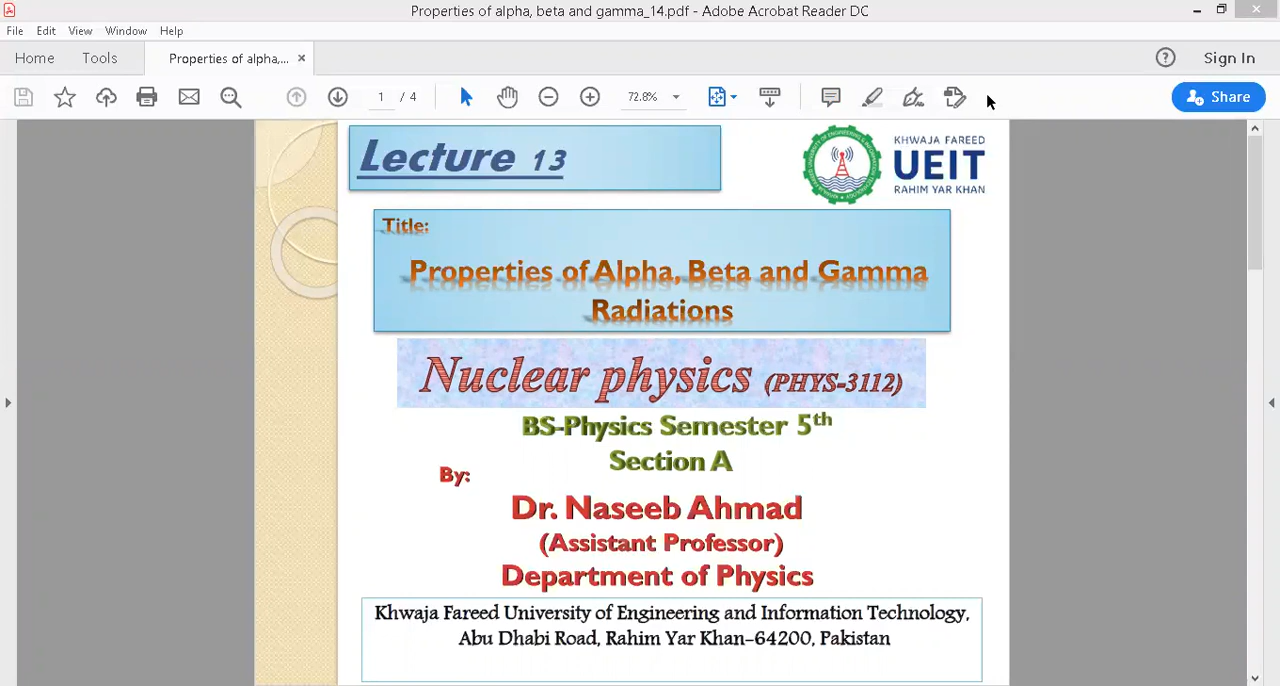 Properties of alpha, beta and gamma_14.pdf - Adobe Acrobat Reader DC
File Edit View Window Help
Home Tools Properties of alpha,... Sign In
1 / 4 72.8% Share
Lecture 13
KHWAJA FAREED
UEIT
RAHIM YAR KHAN
Title:
Properties of Alpha, Beta and Gamma
Radiations
Nuclear physics (PHYS-3112)
BS-Physics Semester 5th
Section A
By:
Dr. Naseeb Ahmad
(Assistant Professor)
Department of Physics
Khwaja Fareed University of Engineering and Information Technology,
Abu Dhabi Road, Rahim Yar Khan-64200, Pakistan